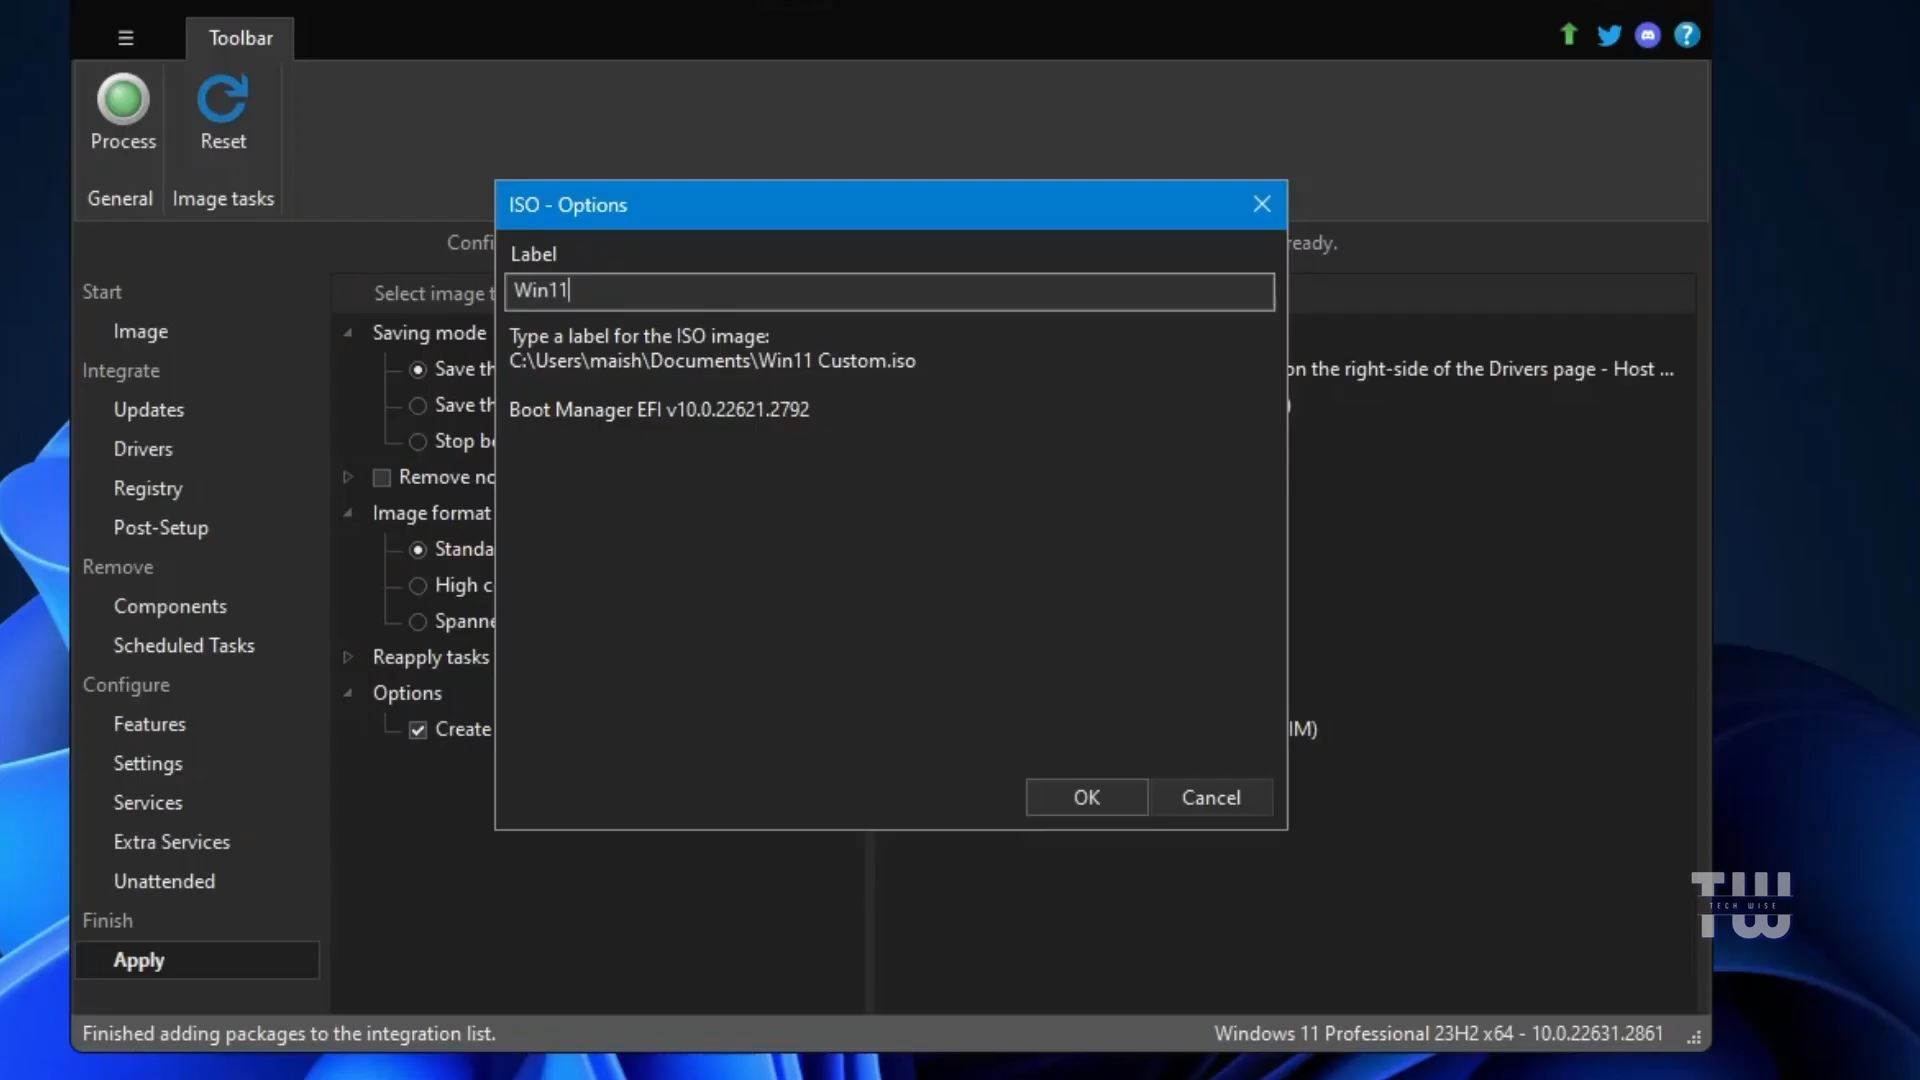 ☰
Toolbar
Process
Reset
General
Image tasks
Confi
ready.
Start
Image
Integrate
Updates
Drivers
Registry
Post-Setup
Remove
Components
Scheduled Tasks
Configure
Features
Settings
Services
Extra Services
Unattended
Finish
Apply
Select image t
Saving mode
Save th
on the right-side of the Drivers page - Host ...
Save th
)
Stop be
Remove no
Image format
Standa
High c
Spanne
Reapply tasks
Options
Create
IM)
ISO - Options
Label
Win11
Type a label for the ISO image:
C:\Users\maish\Documents\Win11 Custom.iso
Boot Manager EFI v10.0.22621.2792
OK
Cancel
TW
TECH WISE
Finished adding packages to the integration list.
Windows 11 Professional 23H2 x64 - 10.0.22631.2861